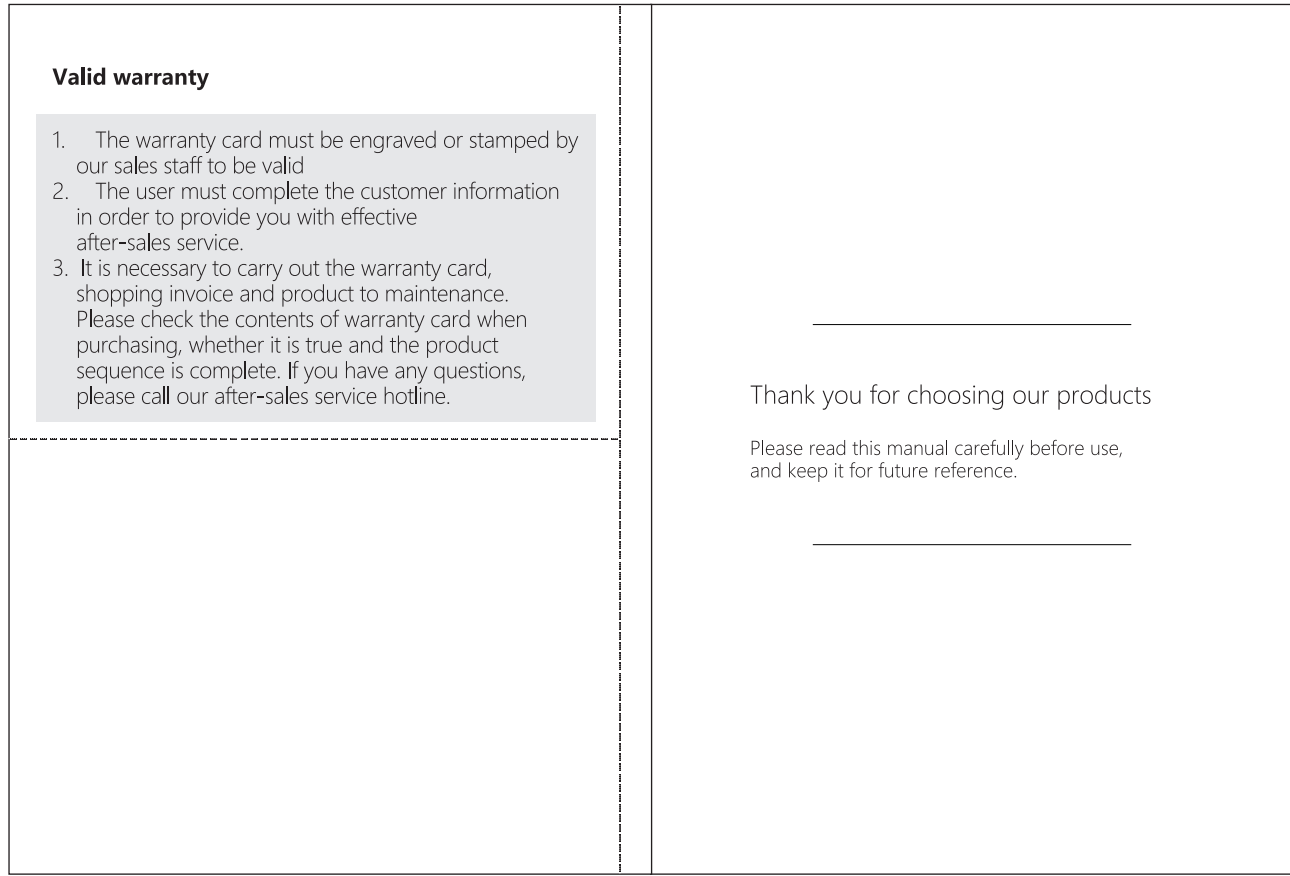 Valid warranty
1. The warranty card must be engraved or stamped by
our sales staff to be valid
2. The user must complete the customer information
in order to provide you with effective
after-sales service.
3. It is necessary to carry out the warranty card,
shopping invoice and product to maintenance.
Please check the contents of warranty card when
purchasing, whether it is true and the product
sequence is complete. If you have any questions,
please call our after-sales service hotline.
Thank you for choosing our products
Please read this manual carefully before use,
and keep it for future reference.